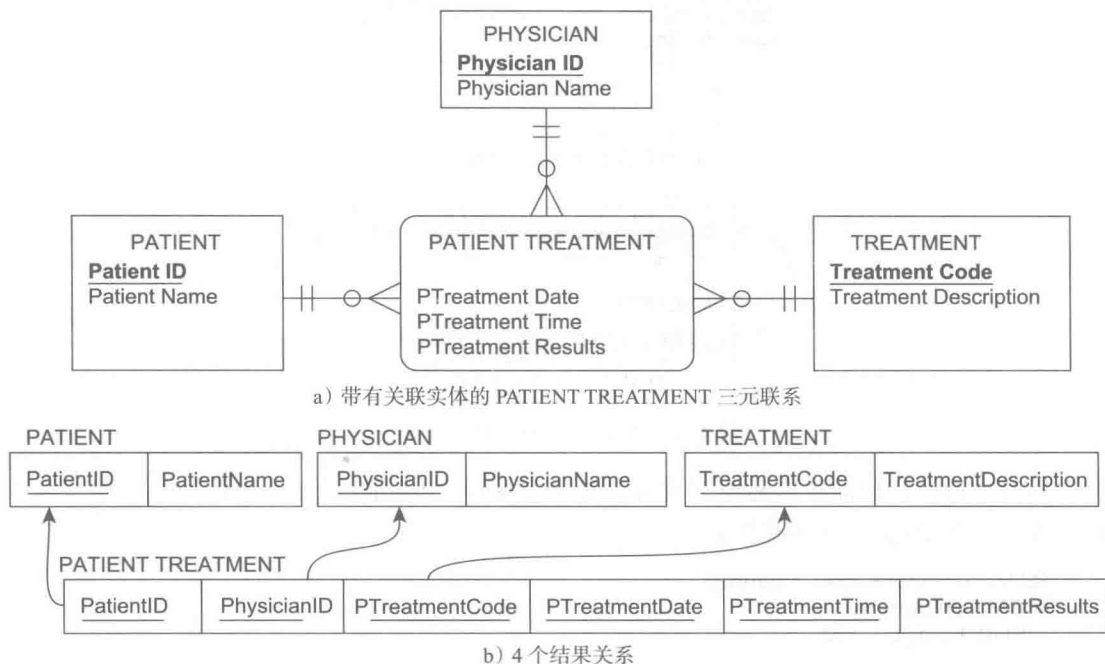 PHYSICIAN
Physician ID
Physician Name
PATIENT
Patient ID
Patient Name
PATIENT TREATMENT
PTreatment Date
PTreatment Time
PTreatment Results
TREATMENT
Treatment Code
Treatment Description
a）带有关联实体的 PATIENT TREATMENT 三元联系
PATIENT
PatientID PatientName
PHYSICIAN
PhysicianID PhysicianName
TREATMENT
TreatmentCode TreatmentDescription
PATIENT TREATMENT
PatientID PhysicianID PTreatmentCode PTreatmentDate PTreatmentTime PTreatmentResults
b）4 个结果关系